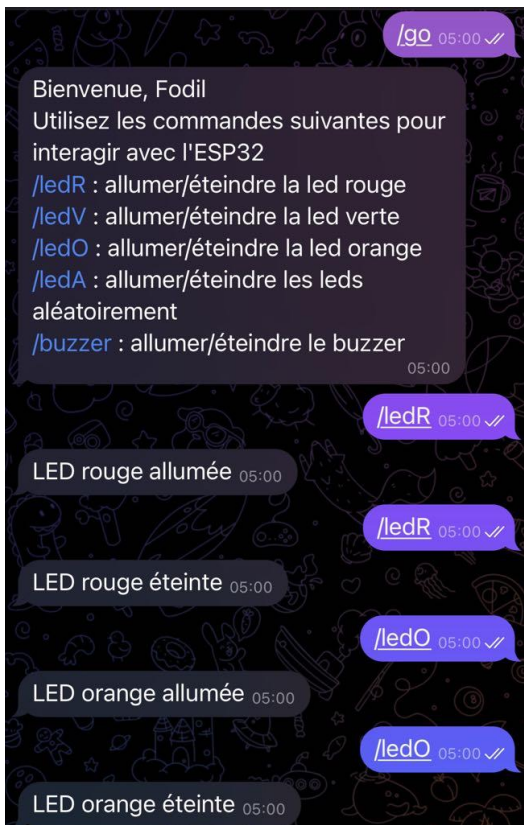 /go 05:00
Bienvenue, Fodil
Utilisez les commandes suivantes pour
interagir avec l'ESP32
/ledR : allumer/éteindre la led rouge
/ledV : allumer/éteindre la led verte
/ledO : allumer/éteindre la led orange
/ledA : allumer/éteindre les leds
aléatoirement
/buzzer : allumer/éteindre le buzzer
05:00
/ledR 05:00
LED rouge allumée 05:00
/ledR 05:00
LED rouge éteinte 05:00
/ledO 05:00
LED orange allumée 05:00
/ledO 05:00
LED orange éteinte 05:00